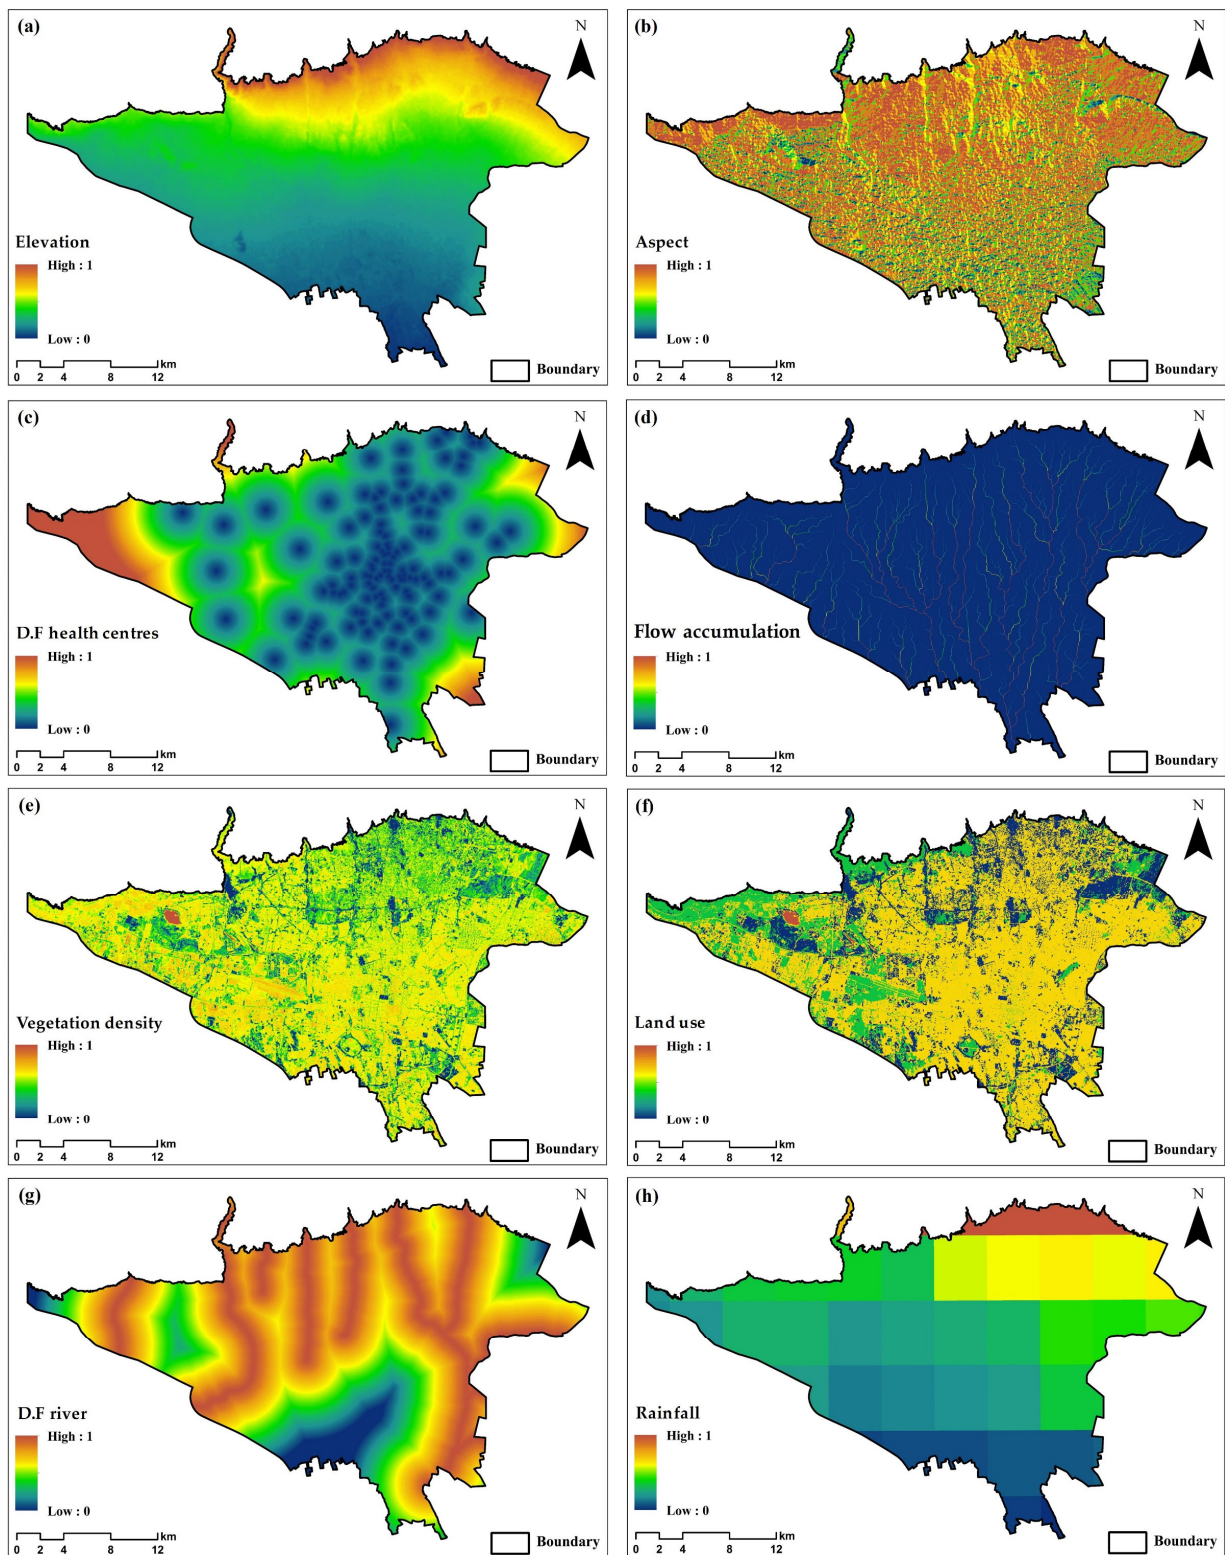 (a)
N
Elevation
High : 1
Low : 0
0 2 4 8 12 km
Boundary
(b)
N
Aspect
High : 1
Low : 0
0 2 4 8 12 km
Boundary
(c)
N
D.F health centres
High : 1
Low : 0
0 2 4 8 12 km
Boundary
(d)
N
Flow accumulation
High : 1
Low : 0
0 2 4 8 12 km
Boundary
(e)
N
Vegetation density
High : 1
Low : 0
0 2 4 8 12 km
Boundary
(f)
N
Land use
High : 1
Low : 0
0 2 4 8 12 km
Boundary
(g)
N
D.F river
High : 1
Low : 0
0 2 4 8 12 km
Boundary
(h)
N
Rainfall
High : 1
Low : 0
0 2 4 8 12 km
Boundary